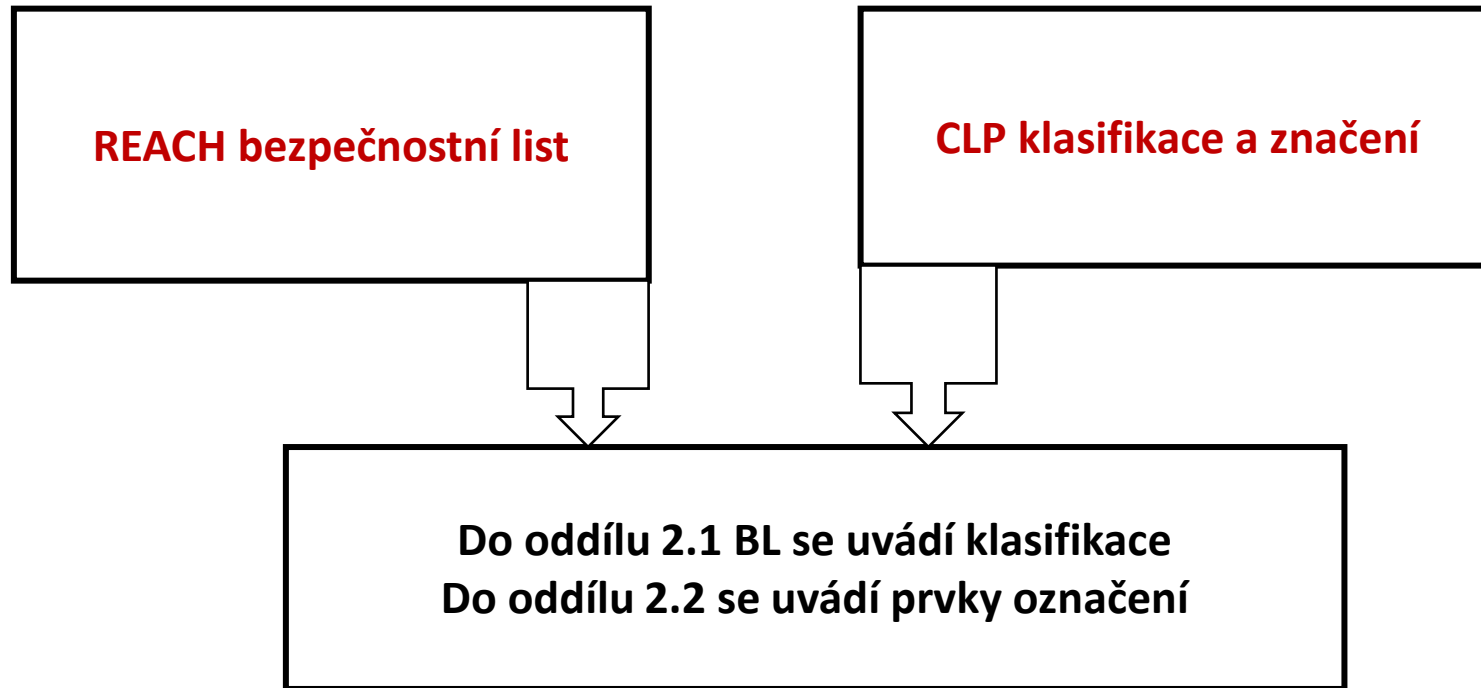 REACH bezpečnostní list
CLP klasifikace a značení
Do oddílu 2.1 BL se uvádí klasifikace
Do oddílu 2.2 se uvádí prvky označení